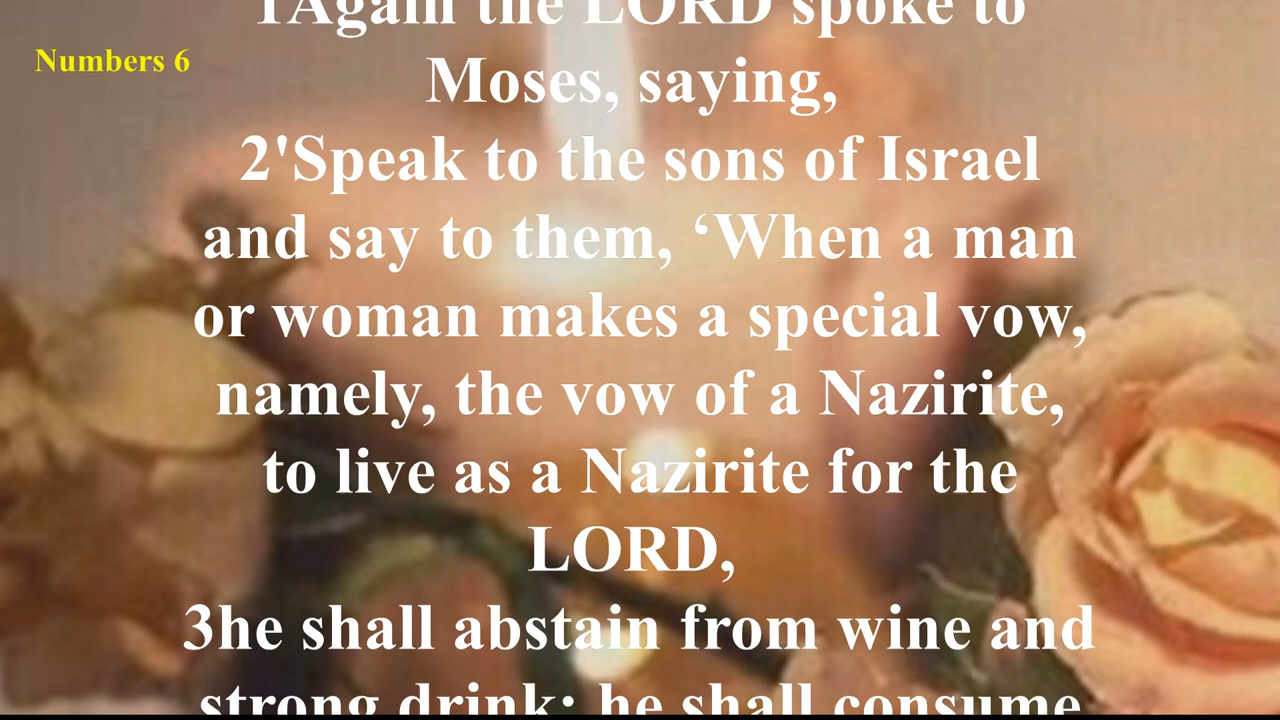 1Again the LORD spoke to
Numbers 6
Moses, saying,
2'Speak to the sons of Israel
and say to them, ‘When a man
or woman makes a special vow,
namely, the vow of a Nazirite,
to live as a Nazirite for the
LORD,
3he shall abstain from wine and
strong drink; he shall consume